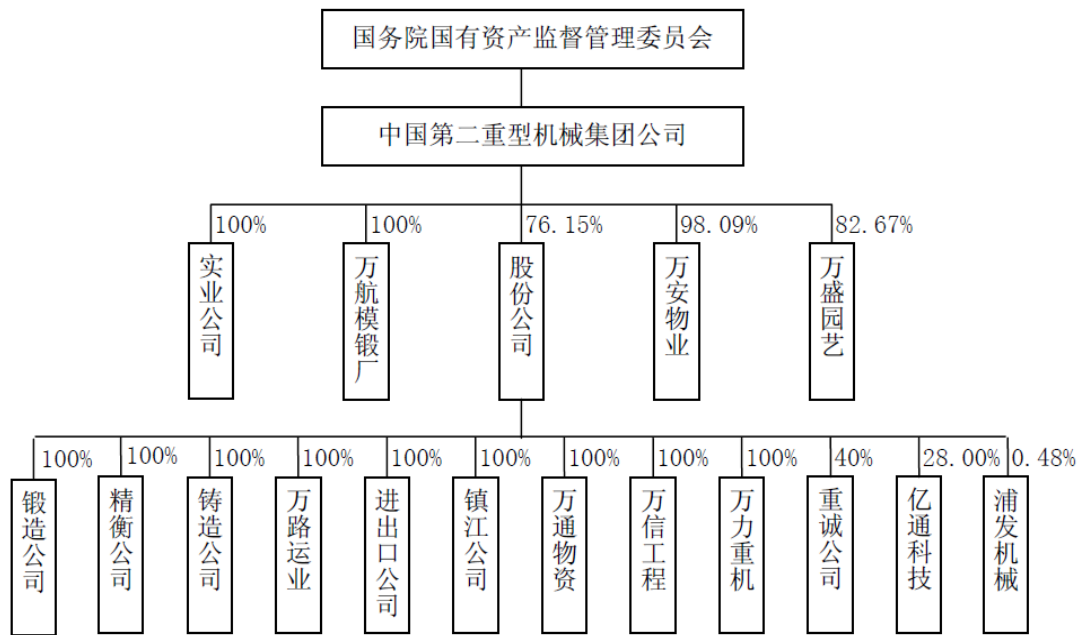 国务院国有资产监督管理委员会
中国第二重型机械集团公司
100%
100%
76.15%
98.09%
82.67%
实业公司
万航模锻厂
股份公司
万安物业
万盛园艺
100%
100%
100%
100%
100%
100%
100%
100%
100%
40%
28.00%
0.48%
锻造公司
精衡公司
铸造公司
万路运业
进出口公司
镇江公司
万通物资
万信工程
万力重机
重诚公司
亿通科技
浦发机械